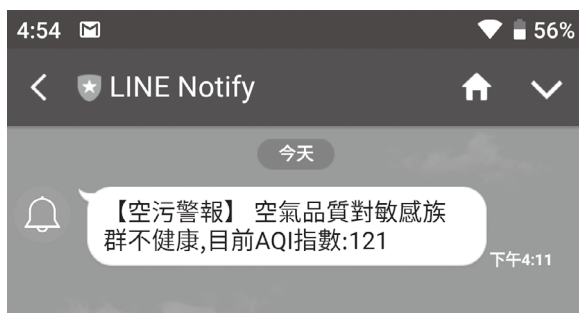 4:54
56%
LINE Notify
今天
【空污警報】 空氣品質對敏感族
群不健康,目前AQI指數:121
下午4:11